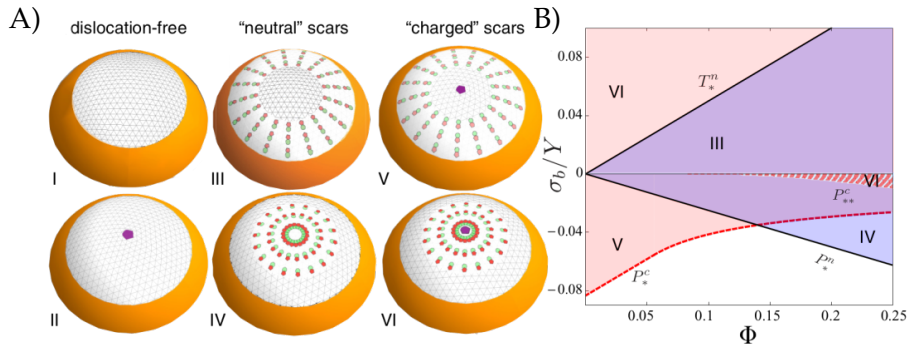 A)
dislocation-free
"neutral" scars
"charged" scars
I
III
V
II
IV
VI
B)
σ_b/Y
0.08
0.04
0
−0.04
−0.08
VI
T_*^n
III
VI
P_{**}^c
IV
V
P_*^c
P_*^n
0.05
0.1
0.15
0.2
0.25
Φ